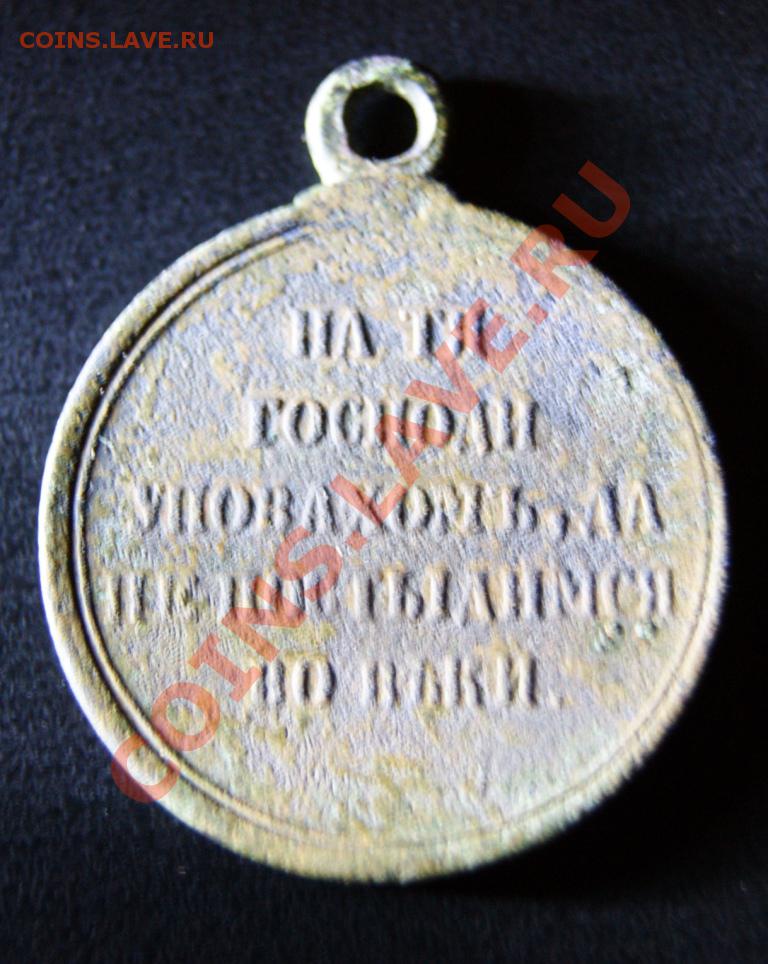 COINS.LAVE.RU
НА ТЯ
ГОСПОДИ
УПОВАХОМЪ, ДА
НЕ ПОСТЫДИМСЯ
ВО ВѢКИ.
COINS.LAVE.RU